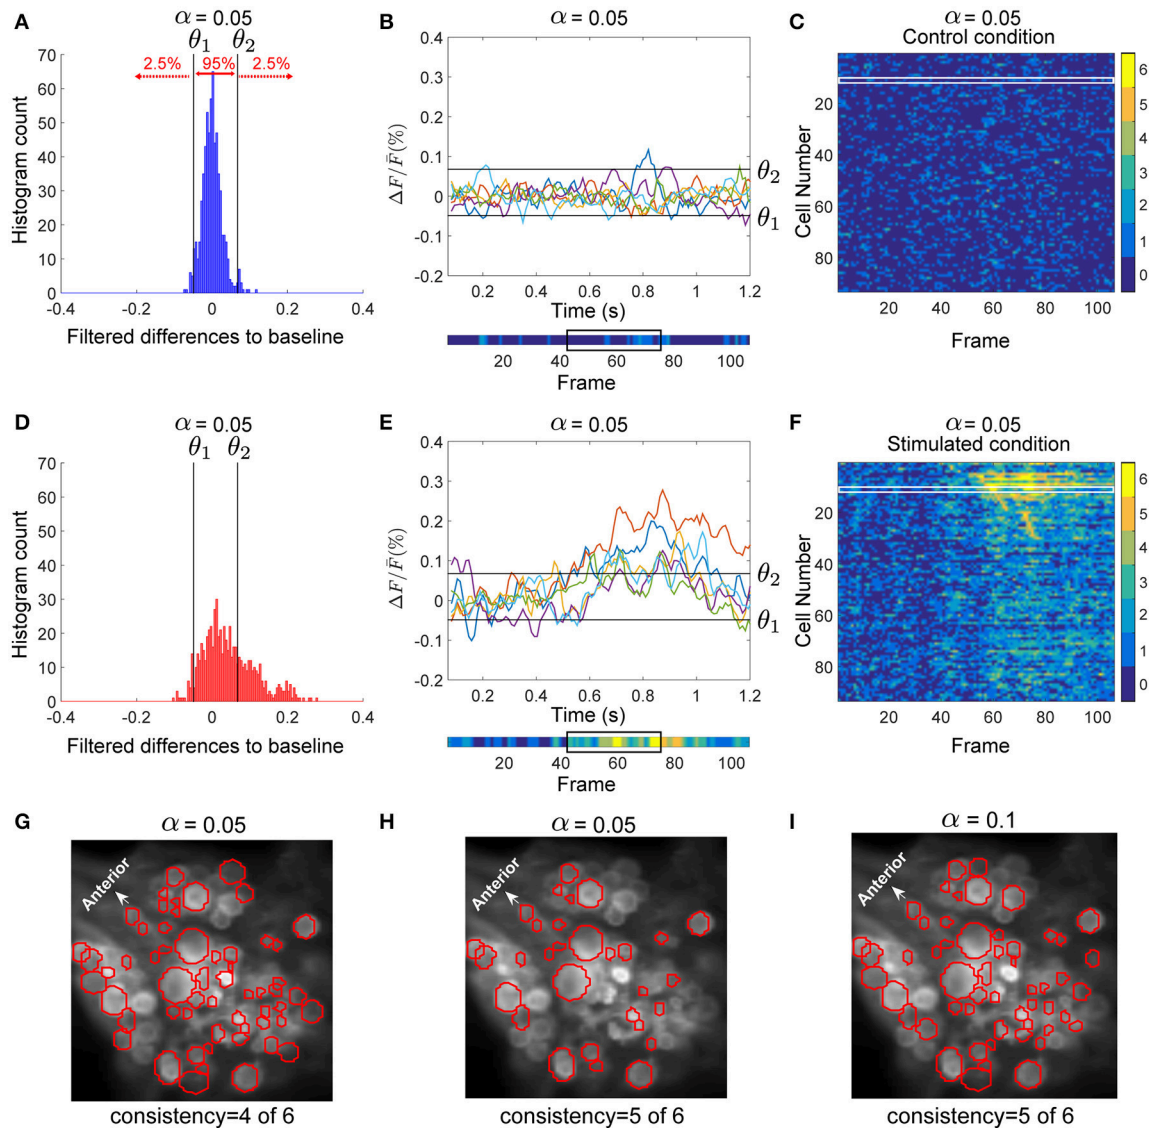 A
α = 0.05
θ1 θ2
2.5% 95% 2.5%
70
60
50
40
30
20
10
0
Histogram count
-0.4 -0.2 0 0.2 0.4
Filtered differences to baseline
B
α = 0.05
0.4
0.3
0.2
0.1
0
-0.1
-0.2
ΔF/F̄(%)
θ2
θ1
0.2 0.4 0.6 0.8 1.0 1.2
Time (s)
20 40 60 80 100
Frame
C
α = 0.05
Control condition
20
40
60
80
Cell Number
20 40 60 80 100
Frame
6
5
4
3
2
1
0
D
α = 0.05
θ1 θ2
70
60
50
40
30
20
10
0
Histogram count
-0.4 -0.2 0 0.2 0.4
Filtered differences to baseline
E
α = 0.05
0.4
0.3
0.2
0.1
0
-0.1
-0.2
ΔF/F̄(%)
θ2
θ1
0.2 0.4 0.6 0.8 1.0 1.2
Time (s)
20 40 60 80 100
Frame
F
α = 0.05
Stimulated condition
20
40
60
80
Cell Number
20 40 60 80 100
Frame
6
5
4
3
2
1
0
G
α = 0.05
Anterior
consistency=4 of 6
H
α = 0.05
Anterior
consistency=5 of 6
I
α = 0.1
Anterior
consistency=5 of 6